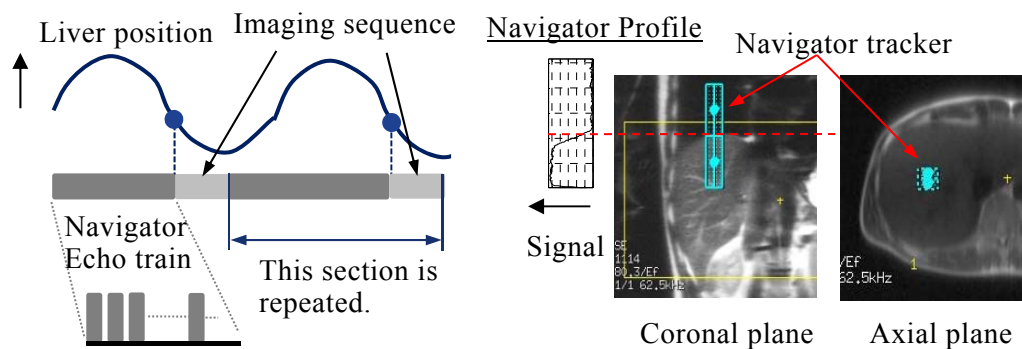 Liver position
Imaging sequence
Navigator
Echo train
This section is
repeated.
Navigator Profile
Navigator tracker
Signal
SE
1114
80.3/Ef
1/1 62.5kHz
/Ef
62.5kHz
1
Coronal plane
Axial plane